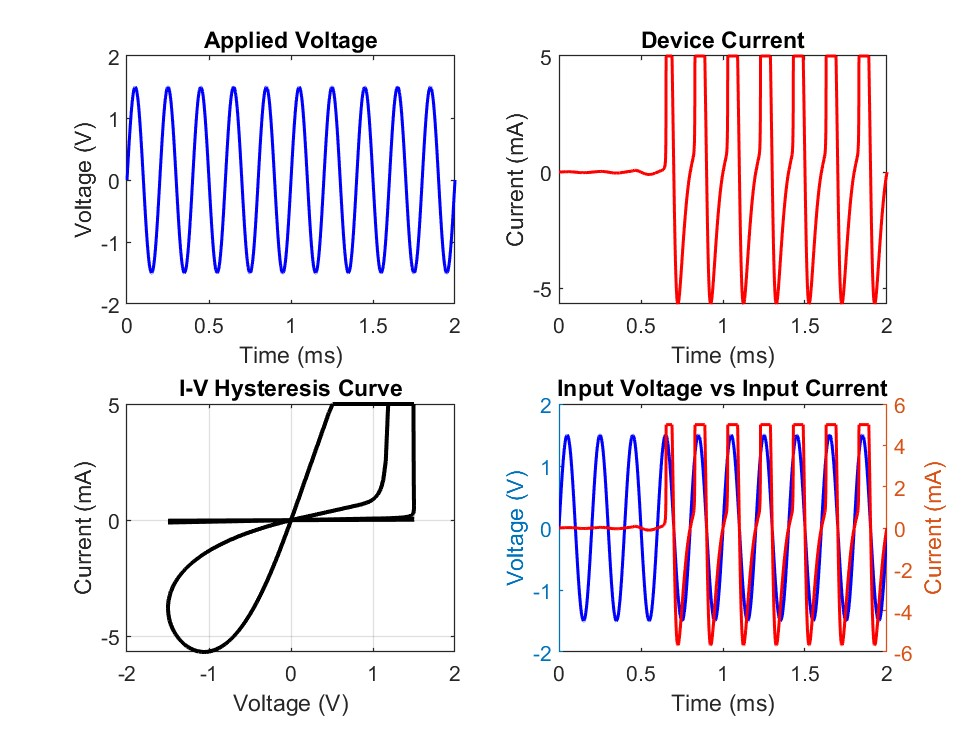 Applied Voltage
2
1
0
-1
-2
Voltage (V)
0 0.5 1 1.5 2
Time (ms)
Device Current
5
0
-5
Current (mA)
0 0.5 1 1.5 2
Time (ms)
I-V Hysteresis Curve
5
0
-5
Current (mA)
-2 -1 0 1 2
Voltage (V)
Input Voltage vs Input Current
2
1
0
-1
-2
Voltage (V)
6
4
2
0
-2
-4
-6
Current (mA)
0 0.5 1 1.5 2
Time (ms)